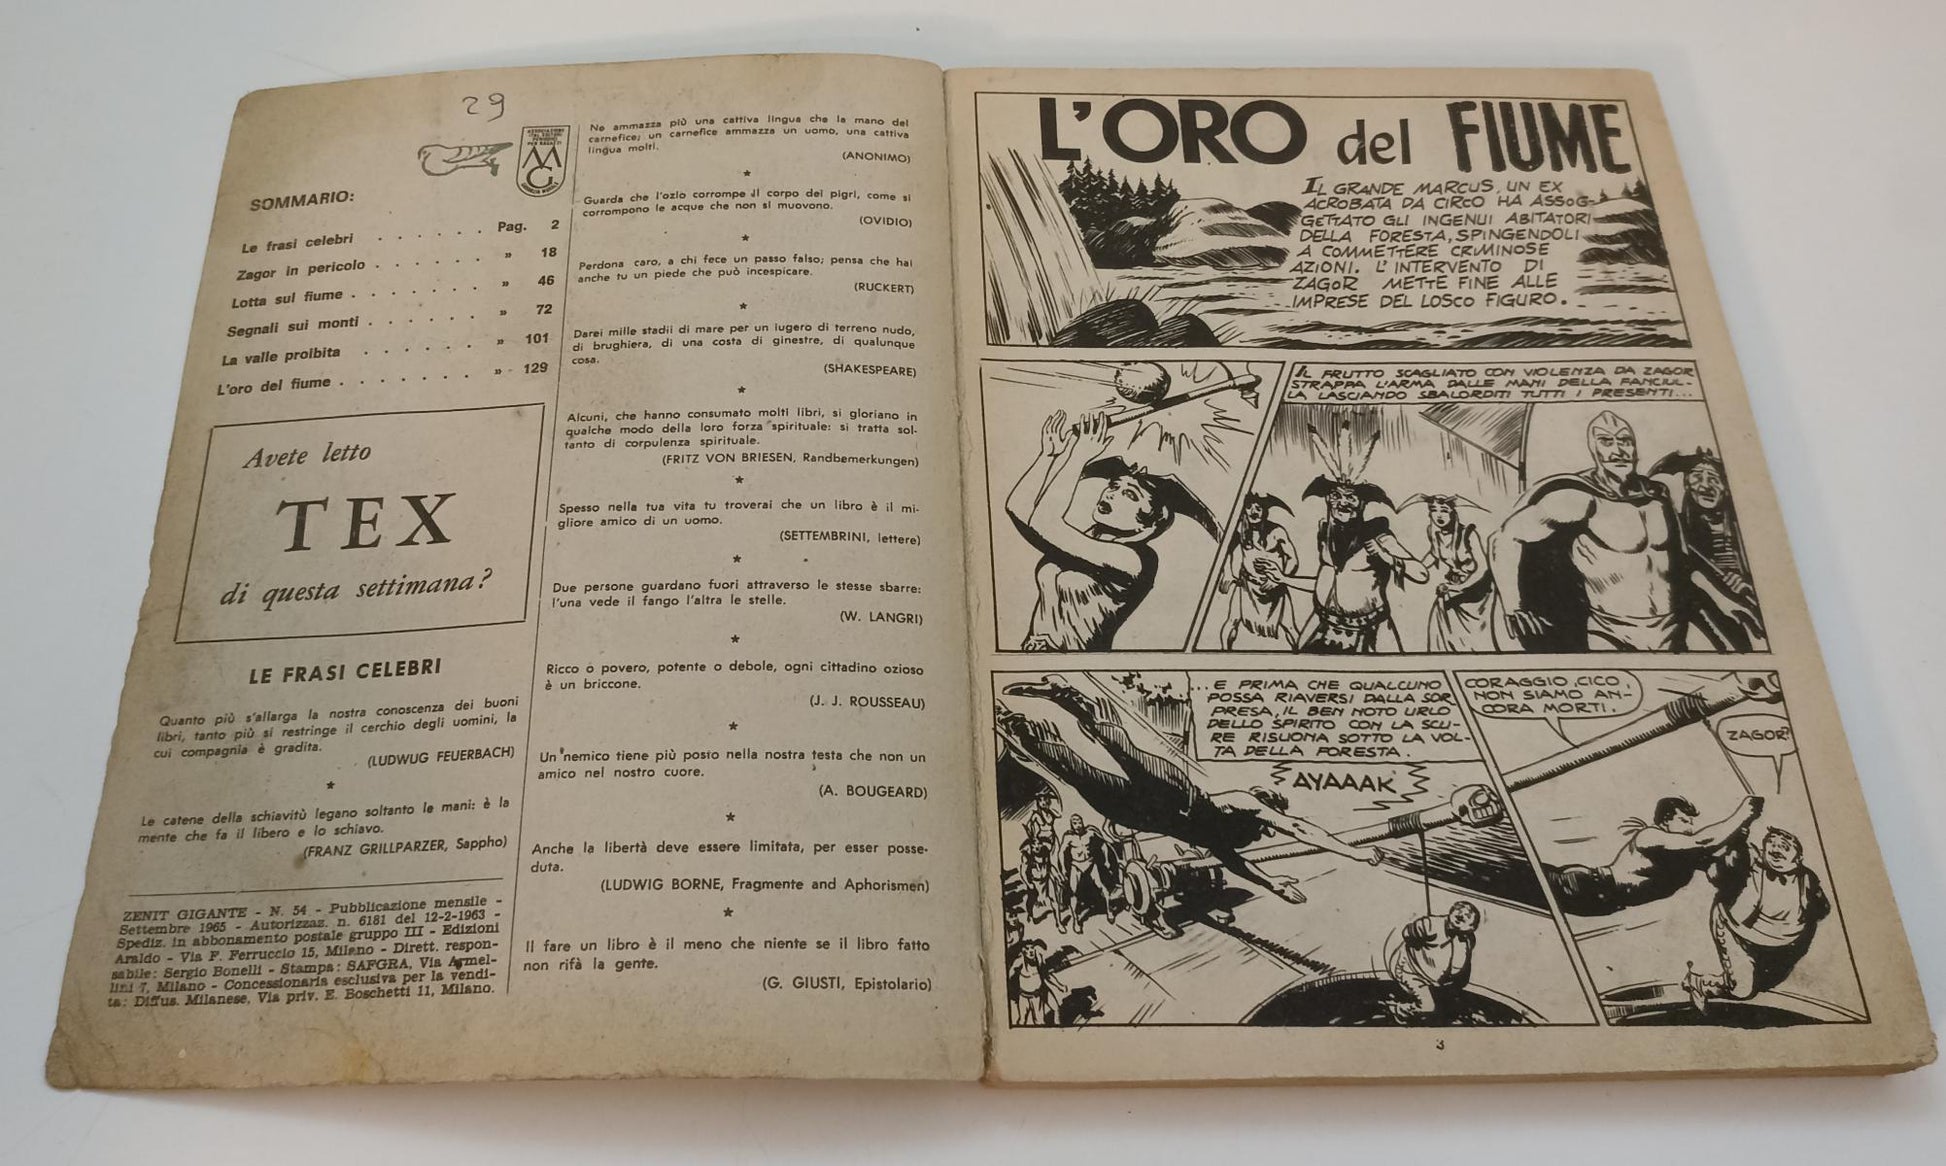 29
ASSOCIAZIONE
ITAL. EDITORI
PERIODICI
PER RAGAZZI
MG
GARANZIA MORALE
SOMMARIO:
Le frasi celebri . . . . . . Pag. 2
Zagor in pericolo . . . . . . » 18
Lotta sul fiume . . . . . . . » 46
Segnali sui monti . . . . . . » 72
La valle proibita . . . . . . » 101
L'oro del fiume . . . . . . . » 129
Avete letto
TEX
di questa settimana?
LE FRASI CELEBRI
Quanto più s'allarga la nostra conoscenza dei buoni
libri, tanto più si restringe il cerchio degli uomini, la
cui compagnia è gradita.
(LUDWUG FEUERBACH)
★
Le catene della schiavitù legano soltanto le mani: è la
mente che fa il libero e lo schiavo.
(FRANZ GRILLPARZER, Sappho)
ZENIT GIGANTE - N. 54 - Pubblicazione mensile -
Settembre 1965 - Autorizzaz. n. 6181 del 12-2-1963 -
Spediz. in abbonamento postale gruppo III - Edizioni
Araldo - Via F. Ferruccio 15, Milano - Dirett. respon-
sabile: Sergio Bonelli - Stampa: SAFGRA, Via Armel-
lini 7, Milano - Concessionaria esclusiva per la vendi-
ta: Diffus. Milanese, Via priv. E. Boschetti 11, Milano.
Ne ammazza più una cattiva lingua che la mano del
carnefice; un carnefice ammazza un uomo, una cattiva
lingua molti.
(ANONIMO)
★
Guarda che l'ozio corrompe il corpo dei pigri, come si
corrompono le acque che non si muovono.
(OVIDIO)
★
Perdona caro, a chi fece un passo falso; pensa che hai
anche tu un piede che può incespicare.
(RUCKERT)
★
Darei mille stadii di mare per un iugero di terreno nudo,
di brughiera, di una costa di ginestre, di qualunque
cosa.
(SHAKESPEARE)
★
Alcuni, che hanno consumato molti libri, si gloriano in
qualche modo della loro forza spirituale: si tratta sol-
tanto di corpulenza spirituale.
(FRITZ VON BRIESEN, Randbemerkungen)
★
Spesso nella tua vita tu troverai che un libro è il mi-
gliore amico di un uomo.
(SETTEMBRINI, lettere)
★
Due persone guardano fuori attraverso le stesse sbarre:
l'una vede il fango l'altra le stelle.
(W. LANGRI)
★
Ricco o povero, potente o debole, ogni cittadino ozioso
è un briccone.
(J. J. ROUSSEAU)
★
Un nemico tiene più posto nella nostra testa che non un
amico nel nostro cuore.
(A. BOUGEARD)
★
Anche la libertà deve essere limitata, per esser posse-
duta.
(LUDWIG BORNE, Fragmente and Aphorismen)
★
Il fare un libro è il meno che niente se il libro fatto
non rifà la gente.
(G. GIUSTI, Epistolario)
L'ORO del FIUME
IL GRANDE MARCUS, UN EX
ACROBATA DA CIRCO HA ASSOG-
GETTATO GLI INGENUI ABITATORI
DELLA FORESTA, SPINGENDOLI
A COMMETTERE CRIMINOSE
AZIONI. L'INTERVENTO DI
ZAGOR METTE FINE ALLE
IMPRESE DEL LOSCO FIGURO.
IL FRUTTO SCAGLIATO CON VIOLENZA DA ZAGOR
STRAPPA L'ARMA DALLE MANI DELLA FANCIUL-
LA LASCIANDO SBALORDITI TUTTI I PRESENTI...
...E PRIMA CHE QUALCUNO
POSSA RIAVERSI DALLA SOR
PRESA, IL BEN NOTO URLO
DELLO SPIRITO CON LA SCU-
RE RISUONA SOTTO LA VOL-
TA DELLA FORESTA.
AYAAAK
CORAGGIO, CICO,
NON SIAMO AN-
CORA MORTI.
ZAGOR!
3